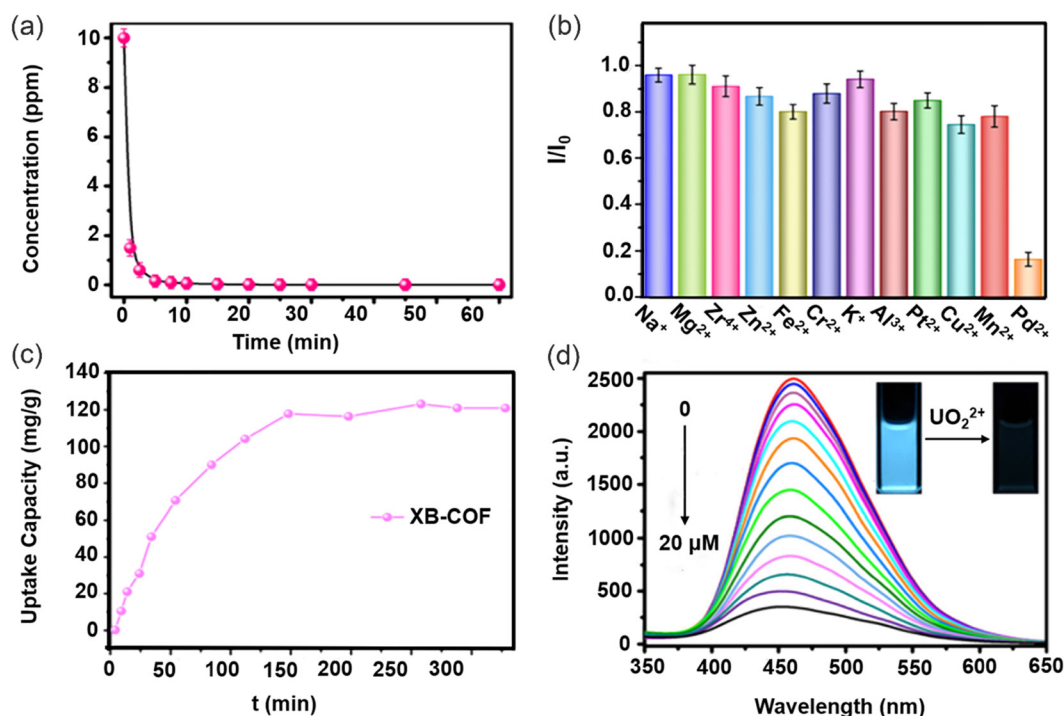 (a)
Concentration (ppm)
10
8
6
4
2
0
0
10
20
30
40
50
60
Time (min)
(b)
I/I₀
1.0
0.8
0.6
0.4
0.2
0.0
Na⁺
Mg²⁺
Zr⁴⁺
Zn²⁺
Fe²⁺
Cr²⁺
K⁺
Al³⁺
Pt²⁺
Cu²⁺
Mn²⁺
Pd²⁺
(c)
Uptake Capacity (mg/g)
140
120
100
80
60
40
20
0
XB-COF
0
50
100
150
200
250
300
350
t (min)
(d)
Intensity (a.u.)
2500
2000
1500
1000
500
0
0
20 μM
UO₂²⁺
350
400
450
500
550
600
650
Wavelength (nm)